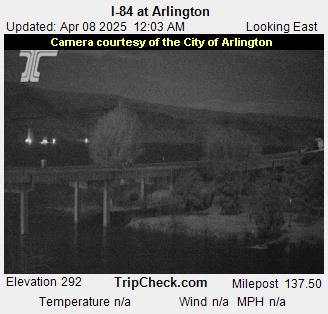 I-84 at Arlington
Updated: Apr 08 2025 12:03 AM Looking East
Camera courtesy of the City of Arlington
Elevation 292 TripCheck.com Milepost 137.50
Temperature n/a Wind n/a MPH n/a